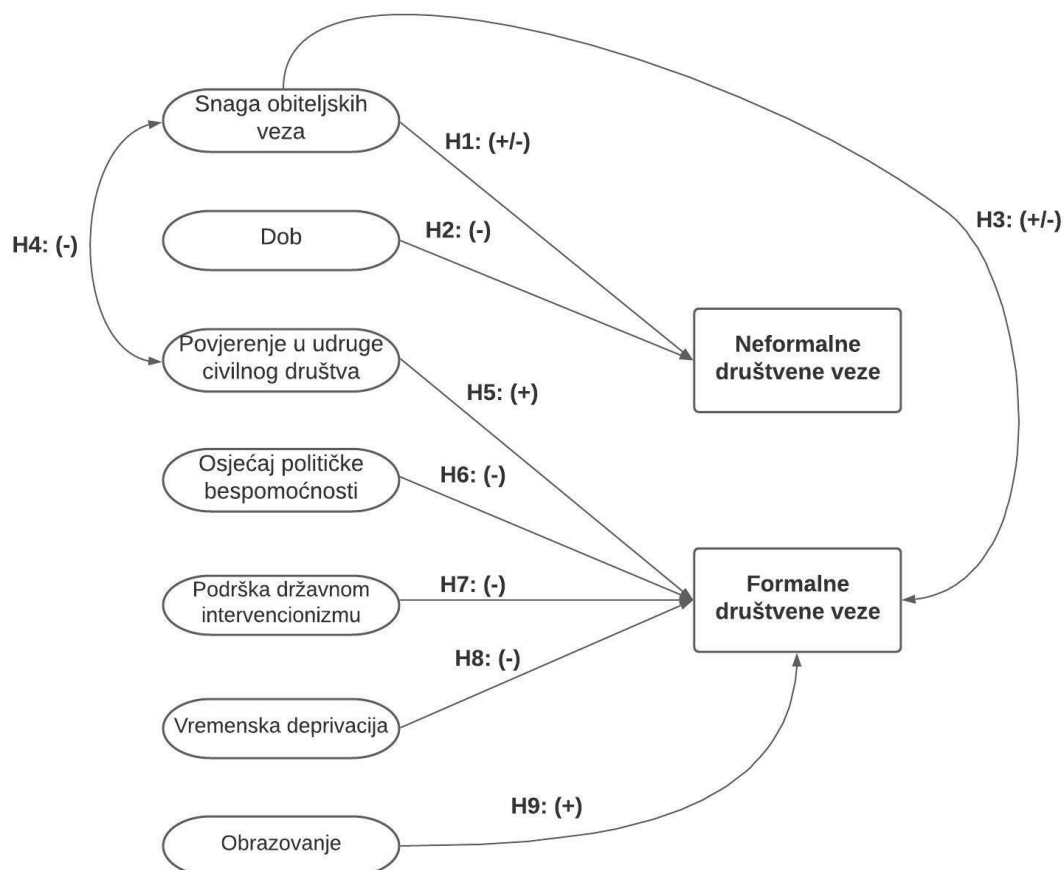 Snaga obiteljskih
veza
H1: (+/-)
H3: (+/-)
H2: (-)
Dob
H4: (-)
Povjerenje u udruge
civilnog društva
Neformalne
društvene veze
H5: (+)
Osjećaj političke
bespomoćnosti
H6: (-)
Podrška državnom
intervencionizmu
H7: (-)
Formalne
društvene veze
H8: (-)
Vremenska deprivacija
H9: (+)
Obrazovanje